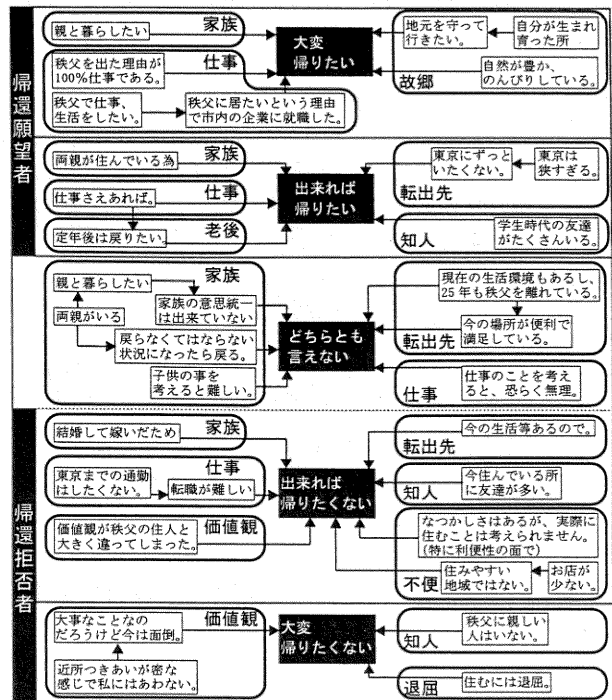 帰還願望者
親と暮らしたい
家族
秩父を出た理由が
100%仕事である。
仕事
秩父で仕事、
生活をしたい。
秩父に居たいという理由
で市内の企業に就職した。
大変
帰りたい
地元を守って
行きたい。
自分が生まれ
育った所
自然が豊か、
のんびりしている。
故郷
両親が住んでいる為
家族
仕事さえあれば。
仕事
定年後は戻りたい。
老後
出来れば
帰りたい
東京にずっと
いたくない。
東京は
狭すぎる。
転出先
学生時代の友達
がたくさんいる。
知人
親と暮らしたい
家族
家族の意思統一
は出来ていない
両親がいる
戻らなくてはならない
状況になったら戻る。
子供の事を
考えると難しい。
どちらとも
言えない
現在の生活環境もあるし、
25年も秩父を離れている。
今の場所が便利で
満足している。
転出先
仕事のことを考え
ると、恐らく無理。
仕事
帰還拒否者
結婚して嫁いだため
家族
仕事
東京までの通勤
はしたくない。
転職が難しい
価値観が秩父の住人と
大きく違ってしまった。
価値観
出来れば
帰りたくない
今の生活等あるので。
転出先
今住んでいる所
に友達が多い。
知人
なつかしさはあるが、実際に
住むことは考えられません。
(特に利便性の面で)
住みやすい
地域ではない。
お店が
少ない。
不便
大事なことなの
だろうけど今は面倒。
価値観
近所つきあいが密な
感じで私にはあわない。
大変
帰りたくない
秩父に親しい
人はいない。
知人
住むには退屈。
退屈